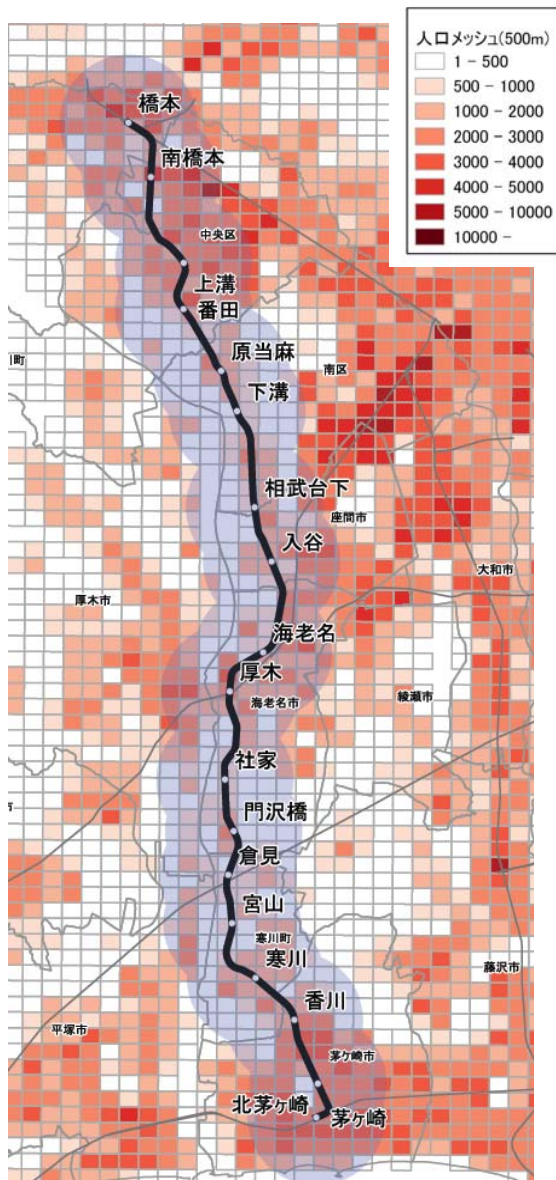 人口メッシュ(500m)
1 - 500
500 - 1000
1000 - 2000
2000 - 3000
3000 - 4000
4000 - 5000
5000 - 10000
10000 -
橋本
南橋本
中央区
上溝
番田
原当麻
川町
南区
下溝
相武台下
座間市
入谷
大和市
厚木市
海老名
厚木
綾瀬市
海老名市
社家
門沢橋
倉見
宮山
寒川町
寒川
藤沢市
香川
平塚市
茅ケ崎市
北茅ヶ崎
茅ヶ崎